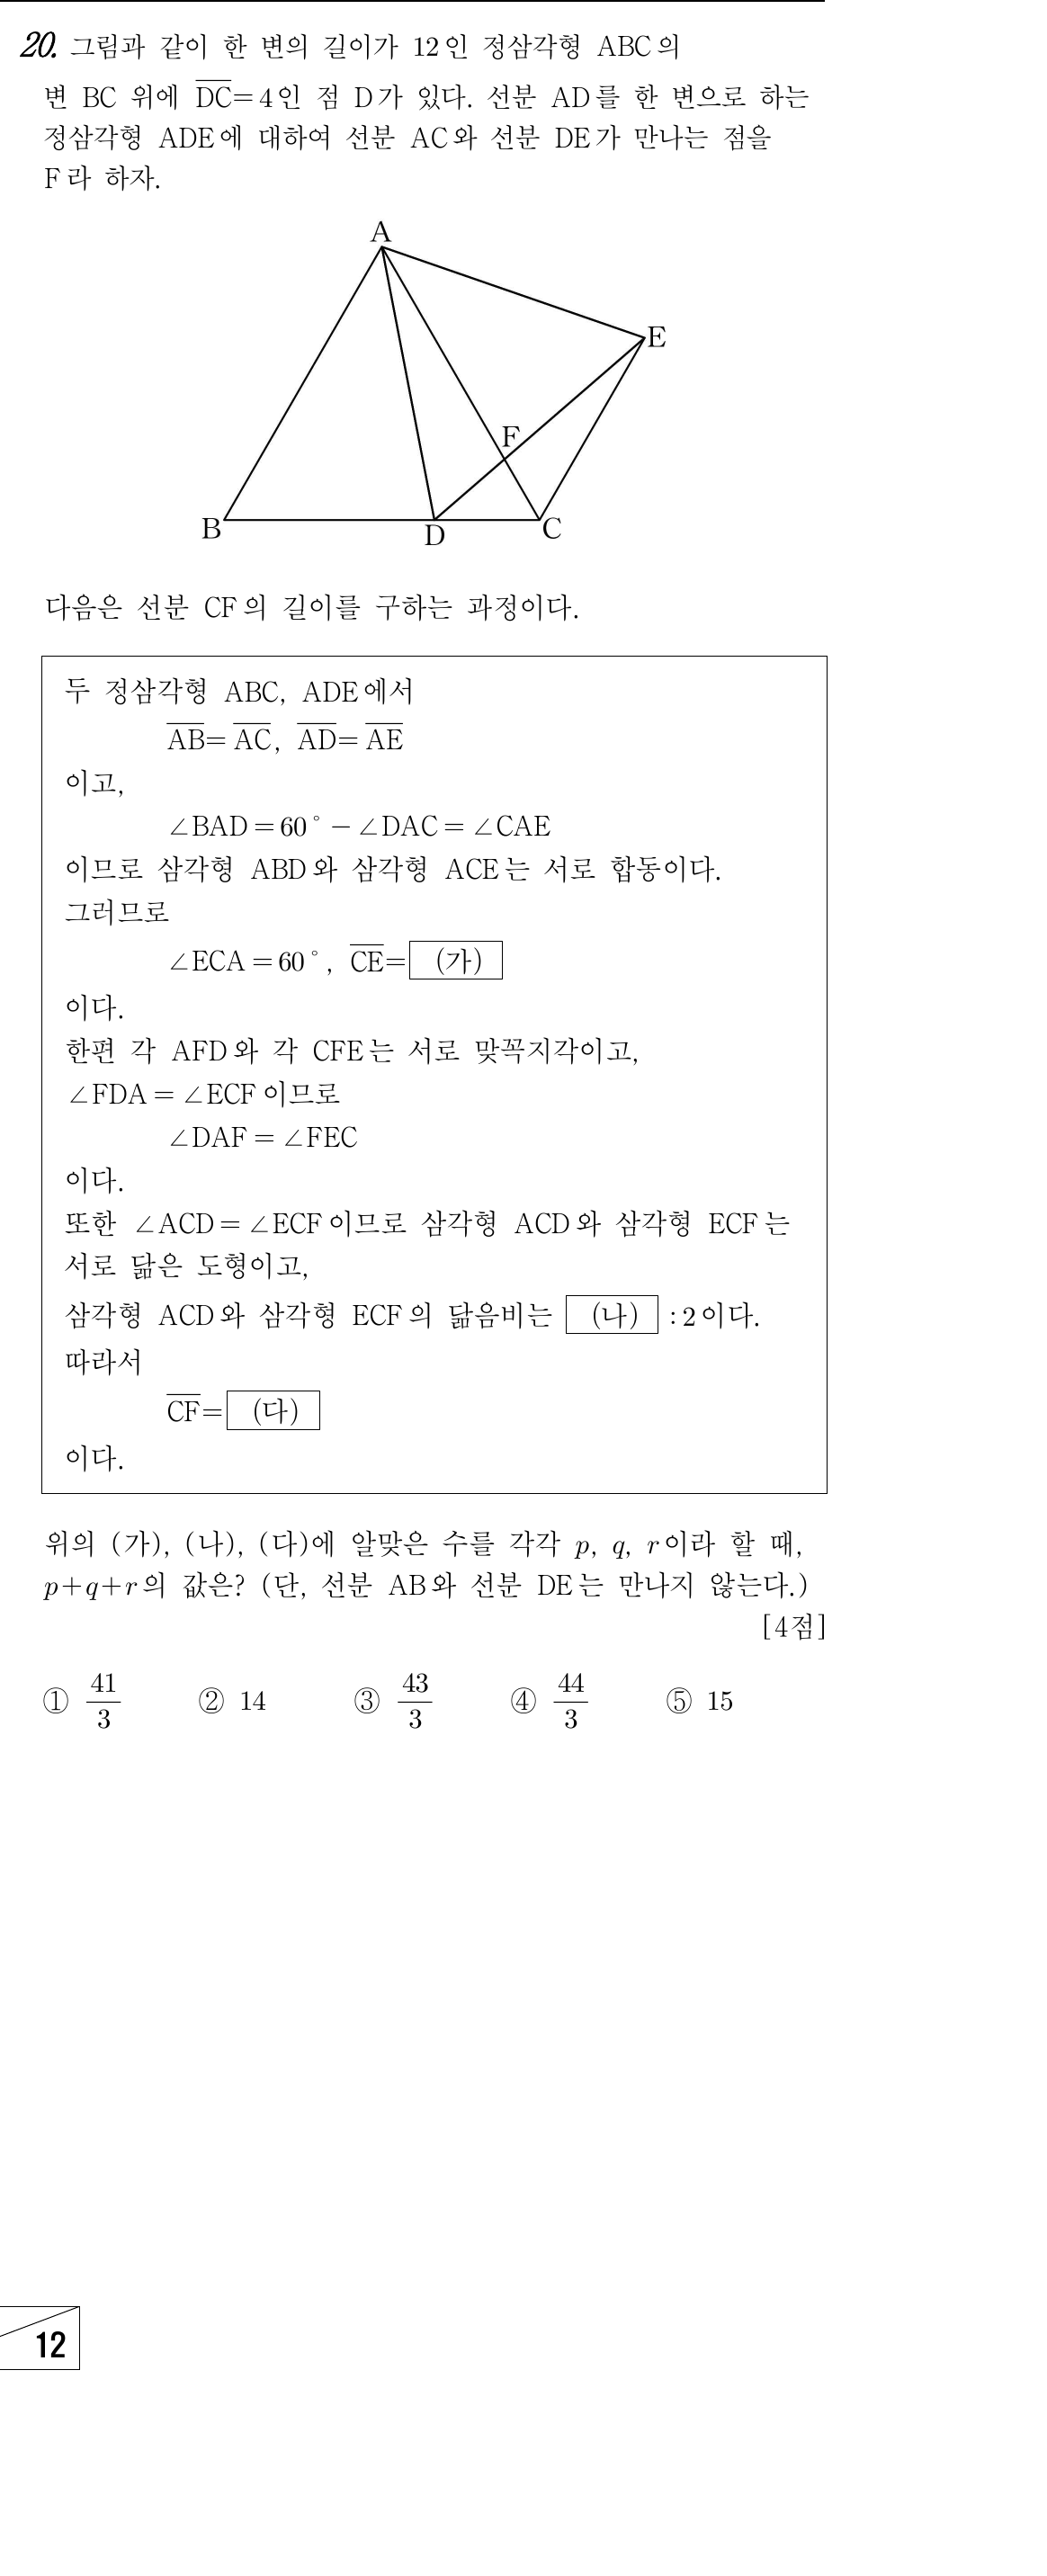 20. 그림과 같이 한 변의 길이가 12인 정삼각형 ABC의
변 BC 위에 \overline{DC}=4인 점 D가 있다. 선분 AD를 한 변으로 하는
정삼각형 ADE에 대하여 선분 AC와 선분 DE가 만나는 점을
F라 하자.
A
E
F
B
D
C
다음은 선분 CF의 길이를 구하는 과정이다.
두 정삼각형 ABC, ADE에서
\overline{AB}=\overline{AC}, \overline{AD}=\overline{AE}
이고,
∠BAD=60°-∠DAC=∠CAE
이므로 삼각형 ABD와 삼각형 ACE는 서로 합동이다.
그러므로
∠ECA=60°, \overline{CE}= (가)
이다.
한편 각 AFD와 각 CFE는 서로 맞꼭지각이고,
∠FDA=∠ECF이므로
∠DAF=∠FEC
이다.
또한 ∠ACD=∠ECF이므로 삼각형 ACD와 삼각형 ECF는
서로 닮은 도형이고,
삼각형 ACD와 삼각형 ECF의 닮음비는 (나) : 2이다.
따라서
\overline{CF}= (다)
이다.
위의 (가), (나), (다)에 알맞은 수를 각각 p, q, r이라 할 때,
p+q+r의 값은? (단, 선분 AB와 선분 DE는 만나지 않는다.)
[4점]
① 41/3 ② 14 ③ 43/3 ④ 44/3 ⑤ 15
12